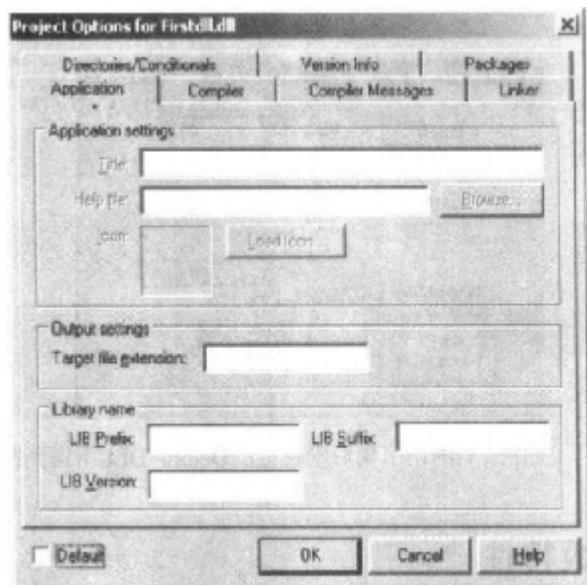 Project Options for Firstdll.dll
Directories/Conditionals Version Info Packages
Application Compiler Compiler Messages Linker
Application settings
Title:
Help file: Browse...
Icon: Load Icon...
Output settings
Target file extension:
Library name
LIB Prefix: LIB Suffix:
LIB Version:
Default OK Cancel Help